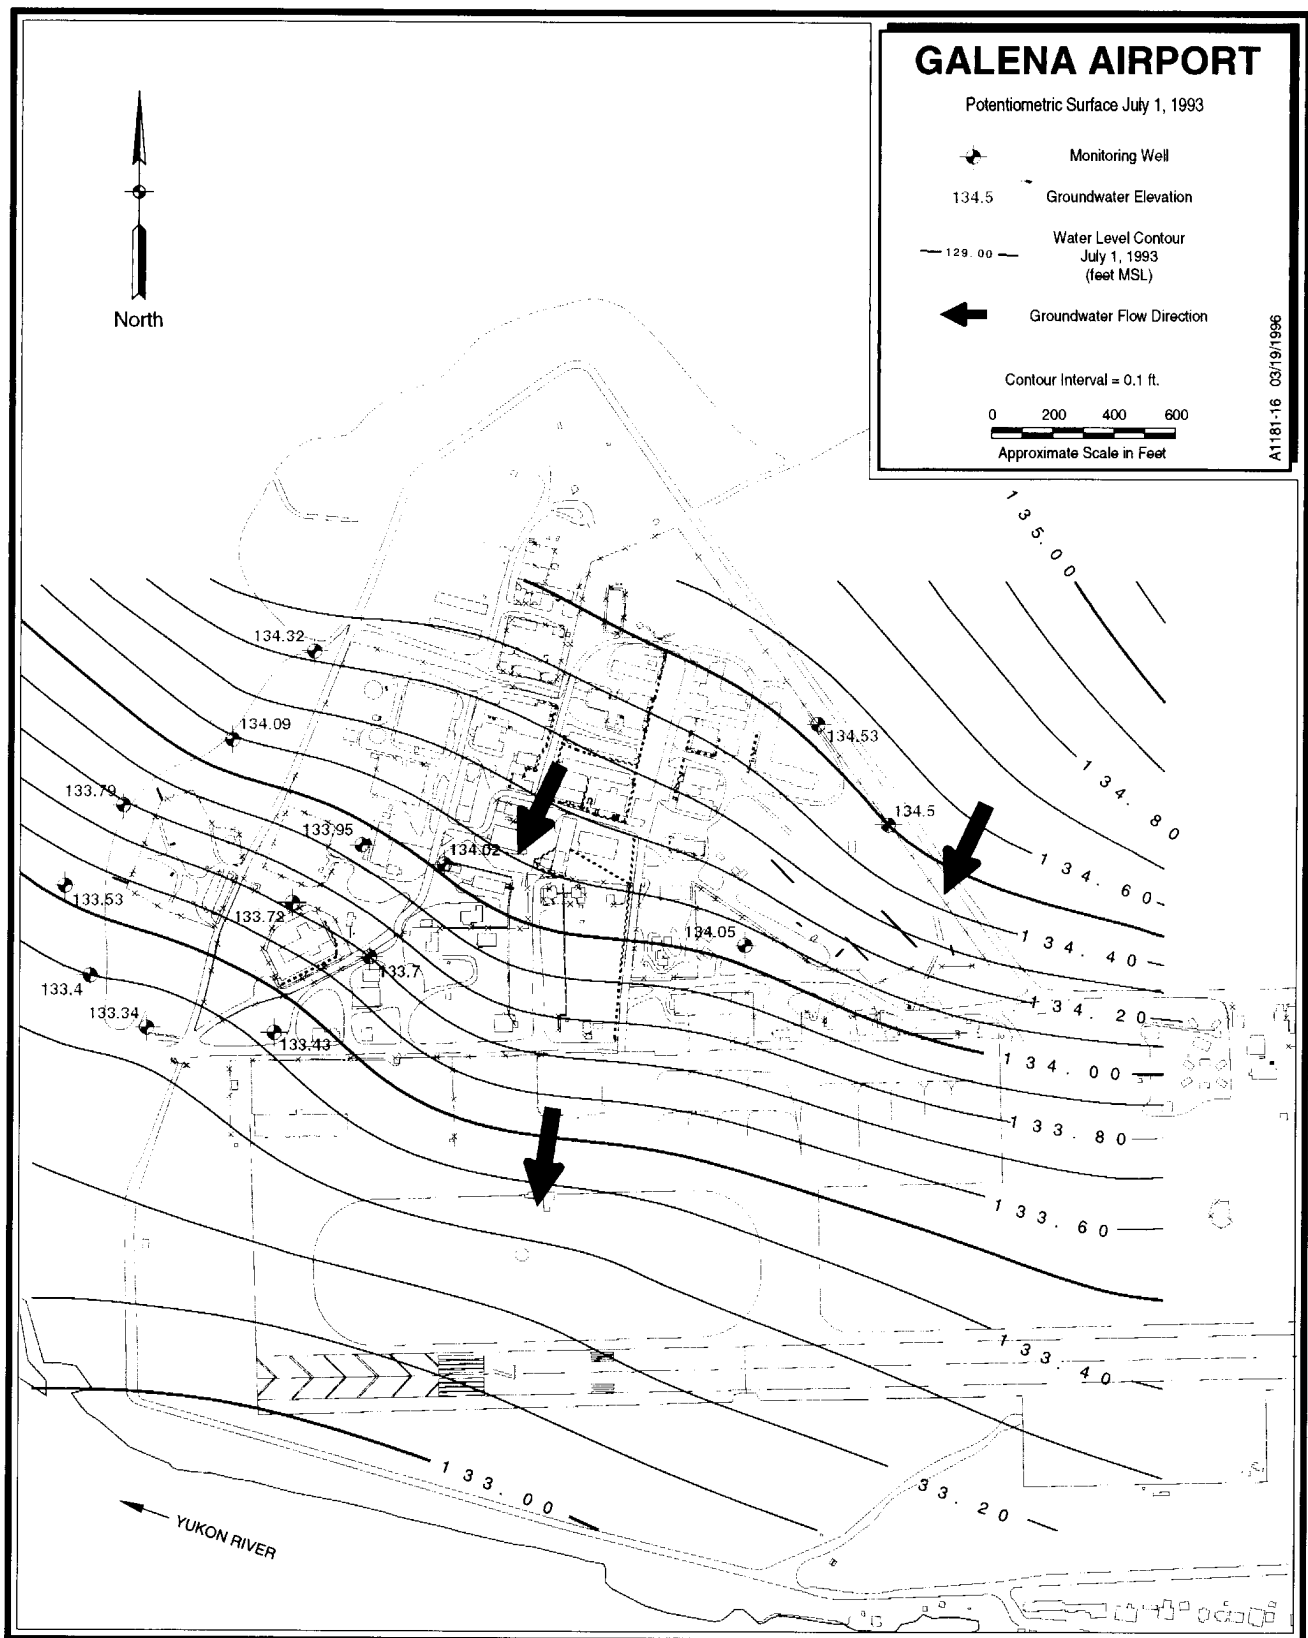 GALENA AIRPORT
Potentiometric Surface July 1, 1993
Monitoring Well
134.5 Groundwater Elevation
129.00 Water Level Contour
July 1, 1993
(feet MSL)
Groundwater Flow Direction
Contour Interval = 0.1 ft.
0 200 400 600
Approximate Scale in Feet
A1181-16 03/19/1996
North
135.00
134.32
134.09
134.53
133.79
134.80
134.5
133.95
134.02
134.60
133.53
133.72
134.05
134.40
133.7
133.4
133.34
134.20
133.43
134.00
133.80
133.60
133.40
133.00
33.20
YUKON RIVER